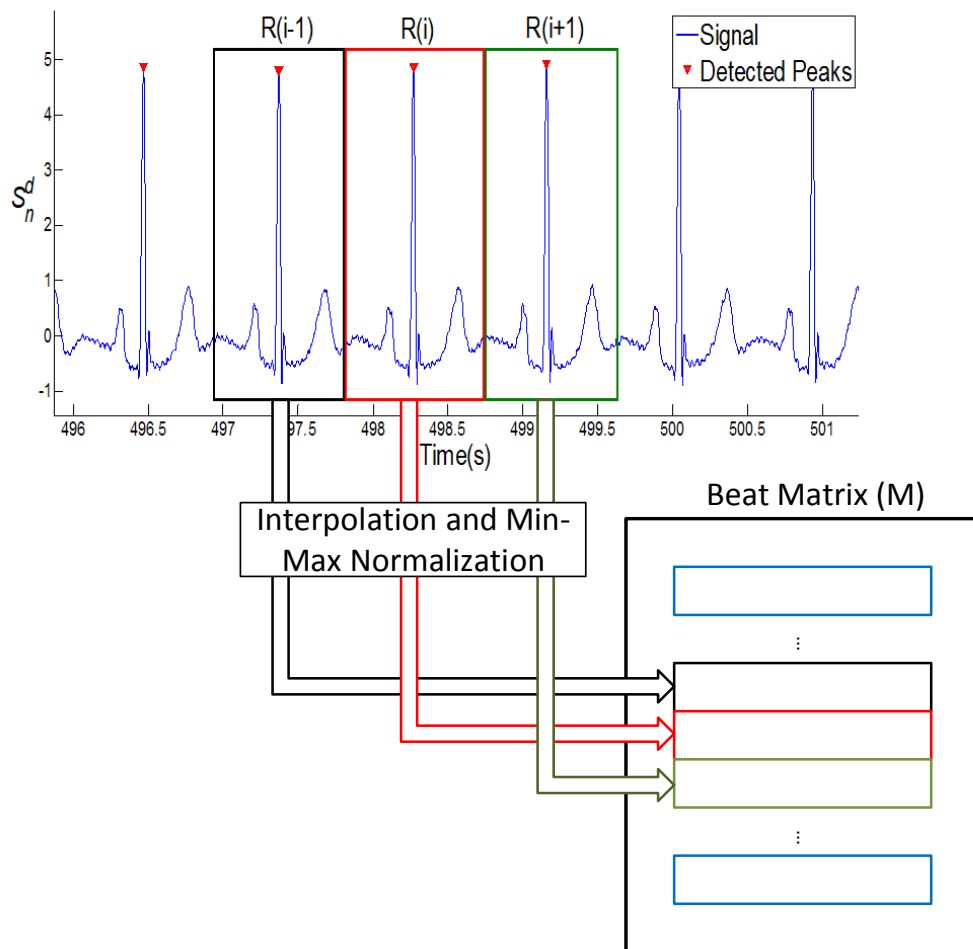 R(i-1)
R(i)
R(i+1)
Signal
Detected Peaks
5
4
3
2
1
0
-1
S_n^d
496
496.5
497
497.5
498
498.5
499
499.5
500
500.5
501
Time(s)
Interpolation and Min-
Max Normalization
Beat Matrix (M)
...
...